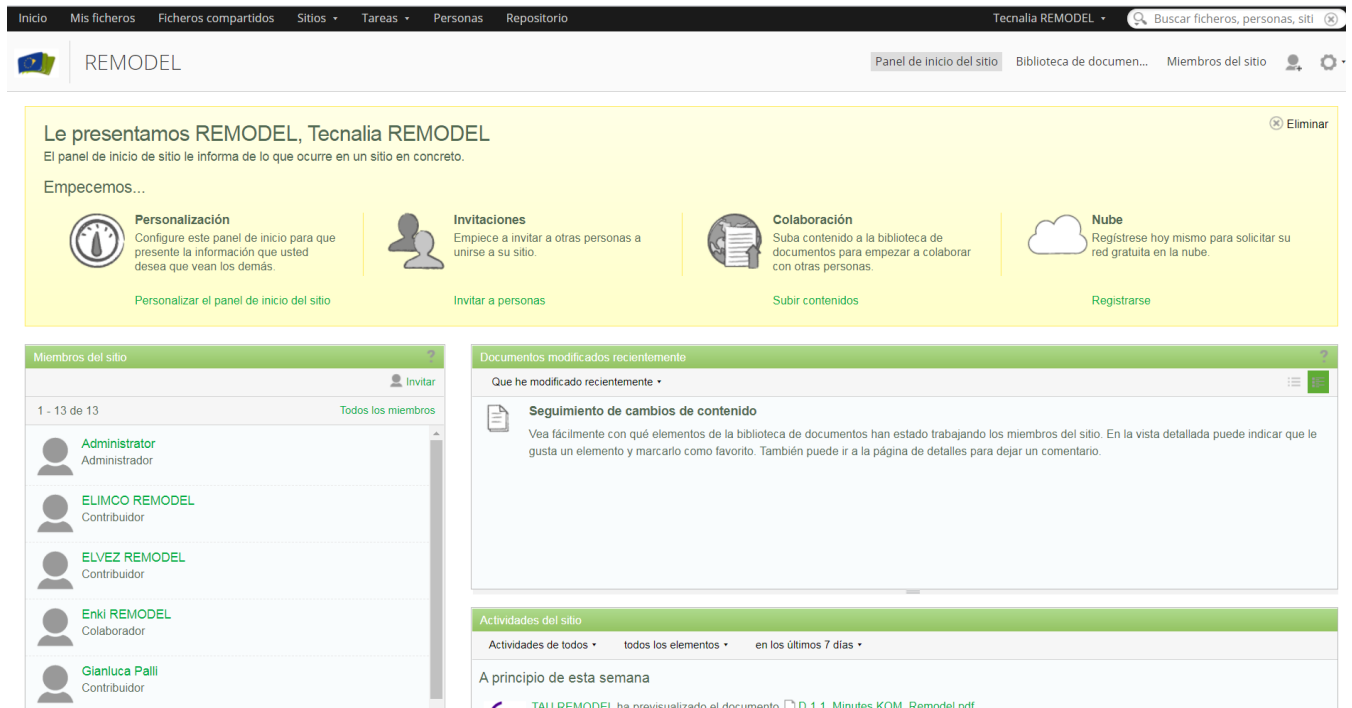 Inicio Mis ficheros Ficheros compartidos Sitios Tareas Personas Repositorio Tecnalia REMODEL Buscar ficheros, personas, siti
REMODEL Panel de inicio del sitio Biblioteca de documen... Miembros del sitio
Le presentamos REMODEL, Tecnalia REMODEL Eliminar
El panel de inicio de sitio le informa de lo que ocurre en un sitio en concreto.
Empecemos...
Personalización
Configure este panel de inicio para que
presente la información que usted
desea que vean los demás.
Personalizar el panel de inicio del sitio
Invitaciones
Empiece a invitar a otras personas a
unirse a su sitio.
Invitar a personas
Colaboración
Suba contenido a la biblioteca de
documentos para empezar a colaborar
con otras personas.
Subir contenidos
Nube
Regístrese hoy mismo para solicitar su
red gratuita en la nube.
Registrarse
Miembros del sitio ?
Invitar
1 - 13 de 13 Todos los miembros
Administrator
Administrador
ELIMCO REMODEL
Contribuidor
ELVEZ REMODEL
Contribuidor
Enki REMODEL
Colaborador
Gianluca Palli
Contribuidor
Documentos modificados recientemente ?
Que he modificado recientemente
Seguimiento de cambios de contenido
Vea fácilmente con qué elementos de la biblioteca de documentos han estado trabajando los miembros del sitio. En la vista detallada puede indicar que le
gusta un elemento y marcarlo como favorito. También puede ir a la página de detalles para dejar un comentario.
Actividades del sitio
Actividades de todos todos los elementos en los últimos 7 días
A principio de esta semana
TAU REMODEL ha previsualizado el documento D.1.1. Minutes KOM_Remodel.pdf